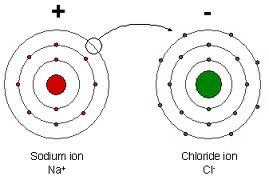 + -
Sodium ion Chloride ion
Na⁺ Cl⁻